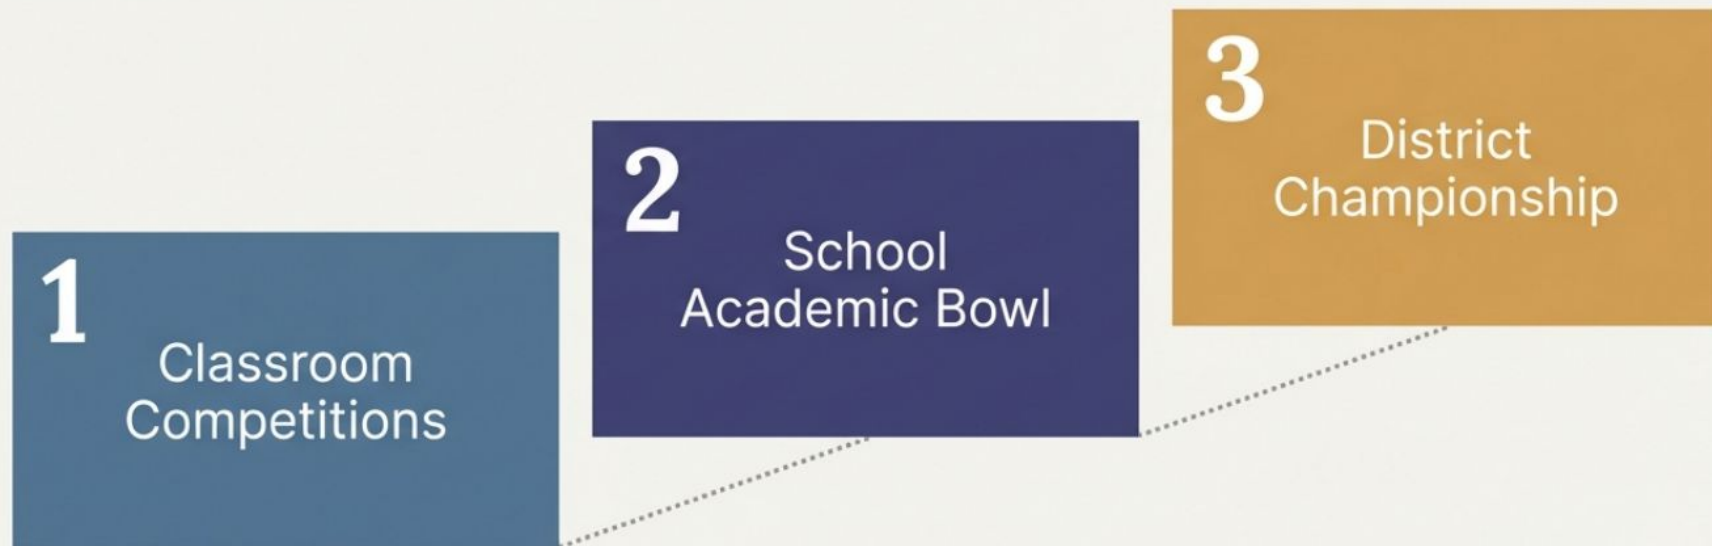 1
Classroom
Competitions
2
School
Academic Bowl
3
District
Championship